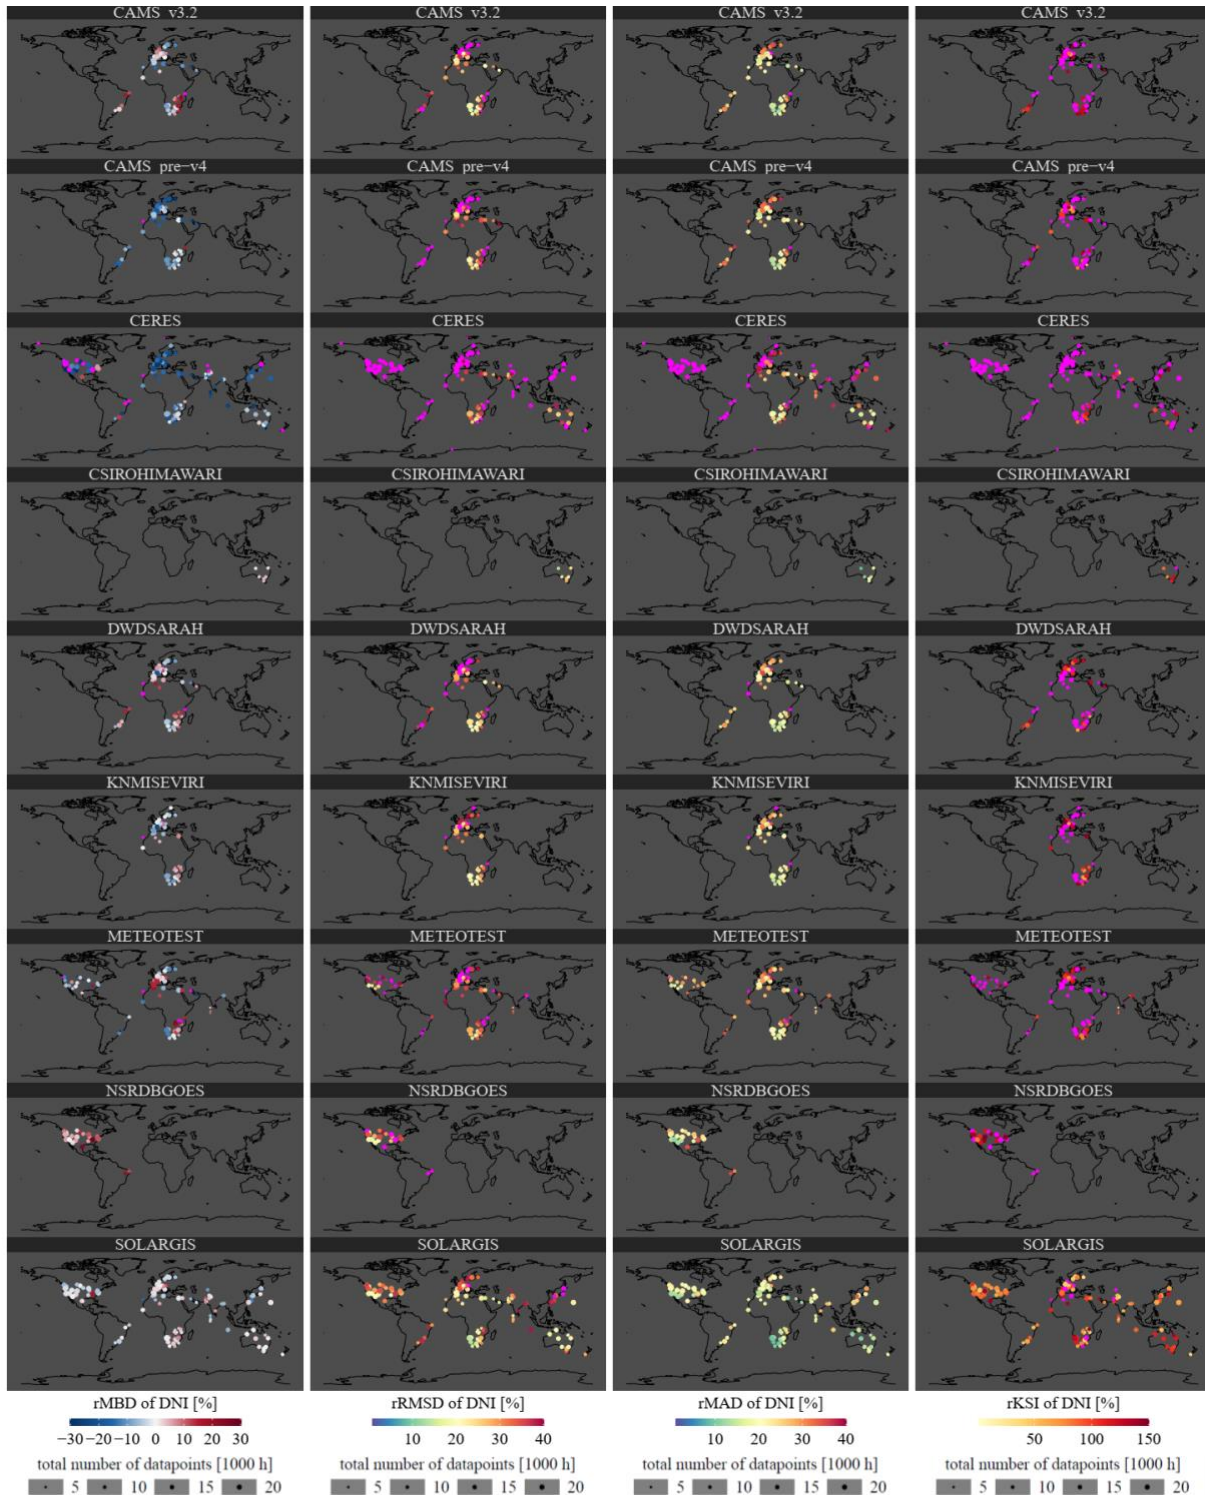 CAMS v3.2 CAMS v3.2 CAMS v3.2 CAMS v3.2
CAMS pre−v4 CAMS pre−v4 CAMS pre−v4 CAMS pre−v4
CERES CERES CERES CERES
CSIROHIMAWARI CSIROHIMAWARI CSIROHIMAWARI CSIROHIMAWARI
DWDSARAH DWDSARAH DWDSARAH DWDSARAH
KNMISEVIRI KNMISEVIRI KNMISEVIRI KNMISEVIRI
METEOTEST METEOTEST METEOTEST METEOTEST
NSRDBGOES NSRDBGOES NSRDBGOES NSRDBGOES
SOLARGIS SOLARGIS SOLARGIS SOLARGIS
rMBD of DNI [%] rRMSD of DNI [%] rMAD of DNI [%] rKSI of DNI [%]
−30−20−10 0 10 20 30 10 20 30 40 10 20 30 40 50 100 150
total number of datapoints [1000 h] total number of datapoints [1000 h] total number of datapoints [1000 h] total number of datapoints [1000 h]
5 10 15 20 5 10 15 20 5 10 15 20 5 10 15 20